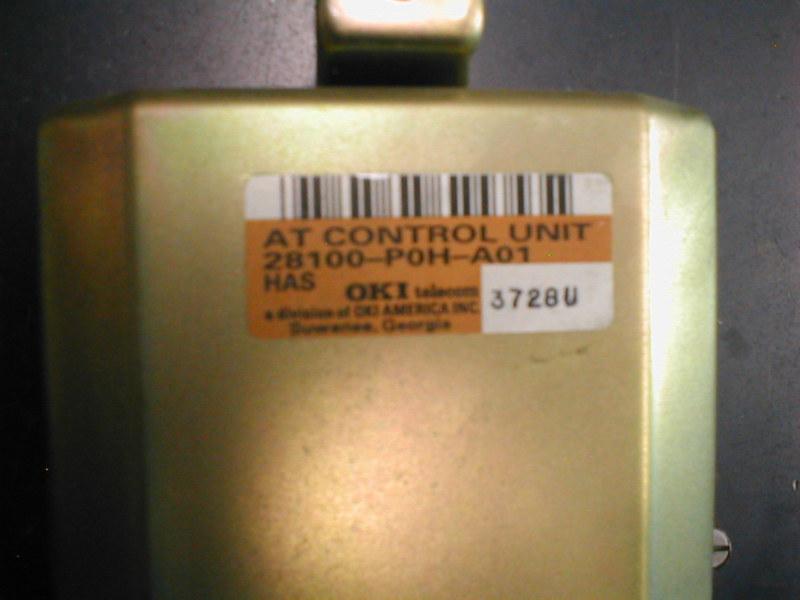 AT CONTROL UNIT
28100-P0H-A01
HAS
OKI telecom
3728U
a division of OKI AMERICA INC.
Suwanee, Georgia